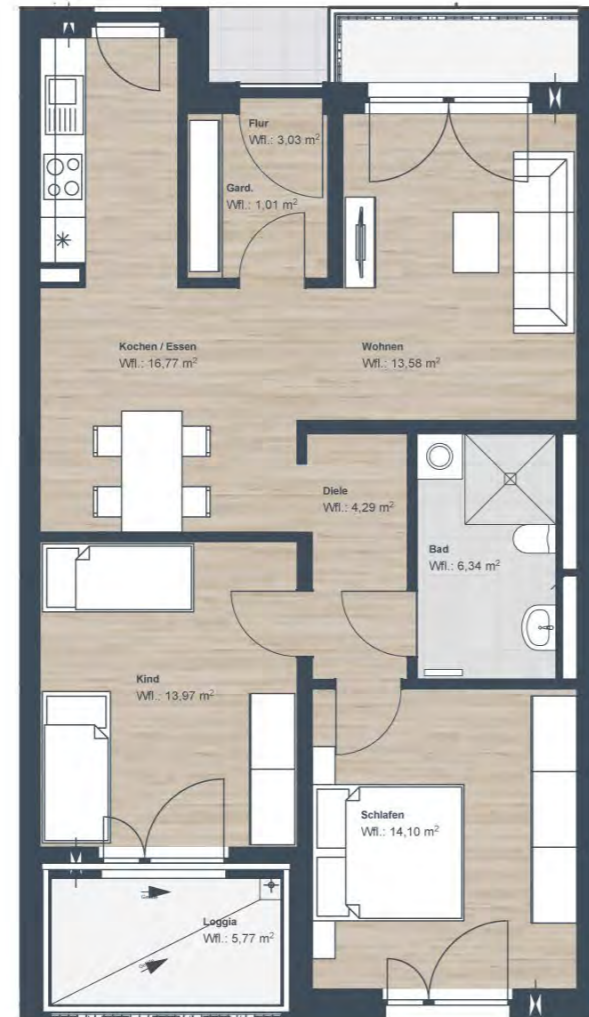 Flur
Wfl.: 3,03 m²
Gard.
Wfl.: 1,01 m²
Kochen / Essen
Wfl.: 16,77 m²
Wohnen
Wfl.: 13,58 m²
Diele
Wfl.: 4,29 m²
Bad
Wfl.: 6,34 m²
Kind
Wfl.: 13,97 m²
Schlafen
Wfl.: 14,10 m²
Loggia
Wfl.: 5,77 m²